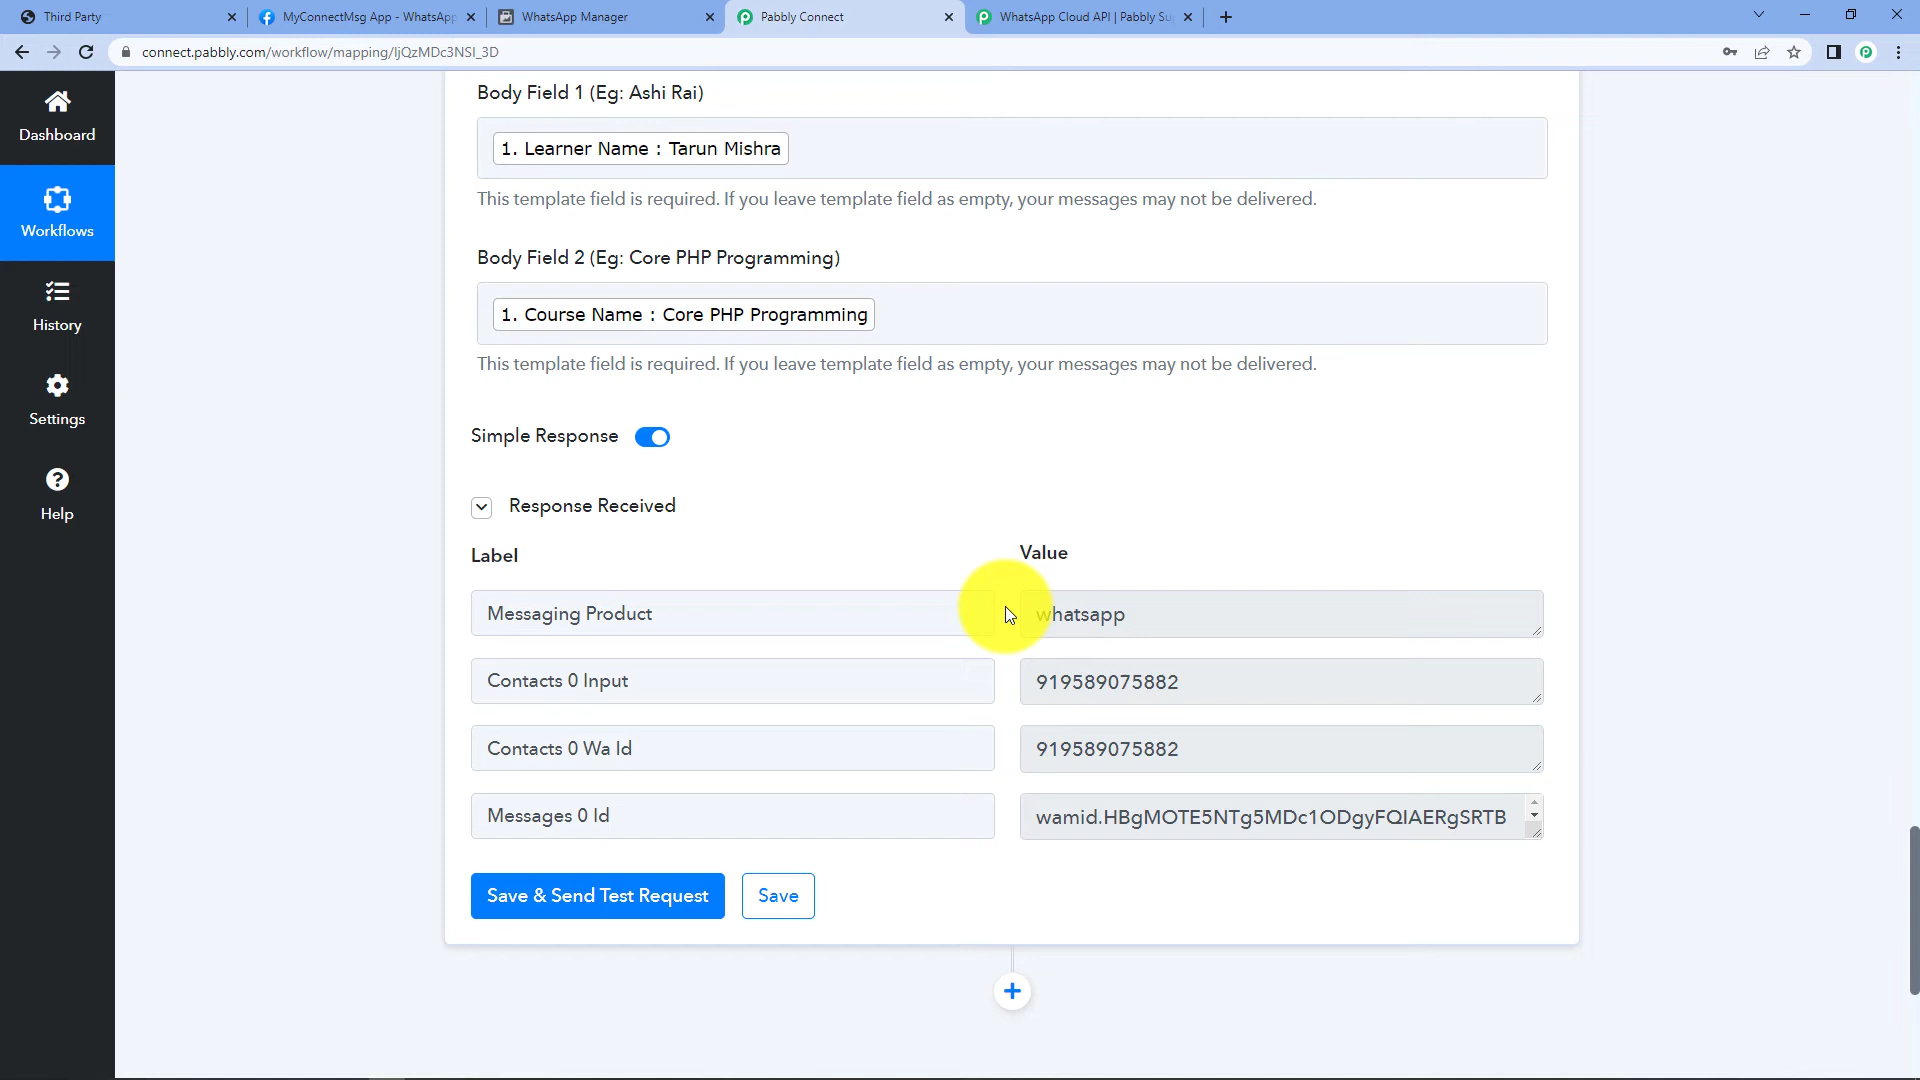 Third Party
MyConnectMsg App - WhatsApp
WhatsApp Manager
Pabbly Connect
WhatsApp Cloud API | Pabbly Su
connect.pabbly.com/workflow/mapping/IjQzMDc3NSI_3D
Dashboard
Workflows
History
Settings
Help
Body Field 1 (Eg: Ashi Rai)
1. Learner Name : Tarun Mishra
This template field is required. If you leave template field as empty, your messages may not be delivered.
Body Field 2 (Eg: Core PHP Programming)
1. Course Name : Core PHP Programming
This template field is required. If you leave template field as empty, your messages may not be delivered.
Simple Response
Response Received
Label Value
Messaging Product whatsapp
Contacts 0 Input 919589075882
Contacts 0 Wa Id 919589075882
Messages 0 Id wamid.HBgMOTE5NTg5MDc1ODgyFQIAERgSRTB
Save & Send Test Request Save